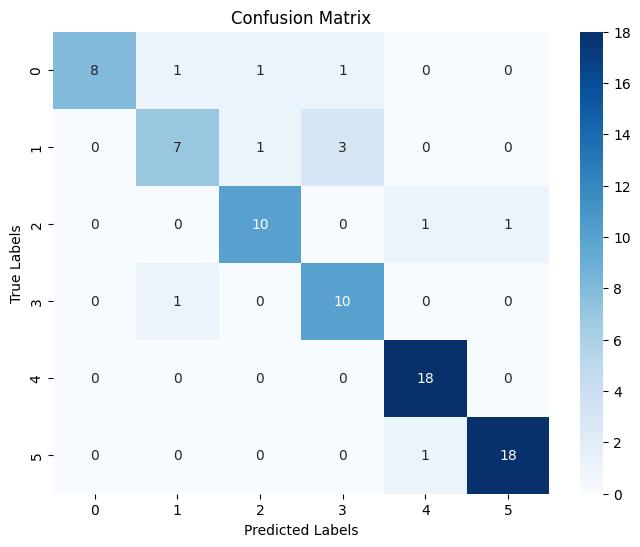 Confusion Matrix
0 8 1 1 1 0 0
1 0 7 1 3 0 0
2 0 0 10 0 1 1
3 0 1 0 10 0 0
4 0 0 0 0 18 0
5 0 0 0 0 1 18
0 1 2 3 4 5
Predicted Labels
True Labels
18
16
14
12
10
8
6
4
2
0